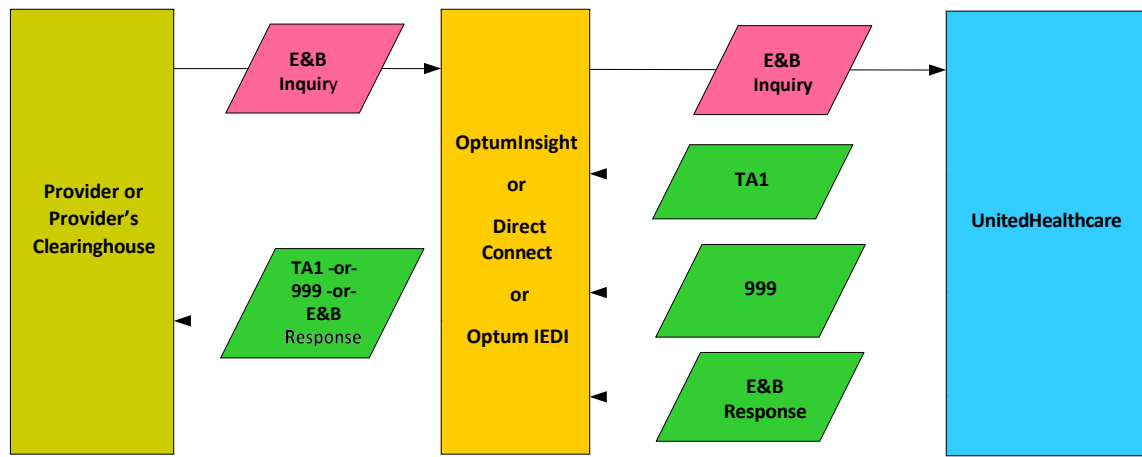 E&B
Inquiry
E&B
Inquiry
Provider or
Provider's
Clearinghouse
TA1 -or-
999 -or-
E&B
Response
OptumInsight
or
Direct
Connect
or
Optum IEDI
TA1
999
E&B
Response
UnitedHealthcare